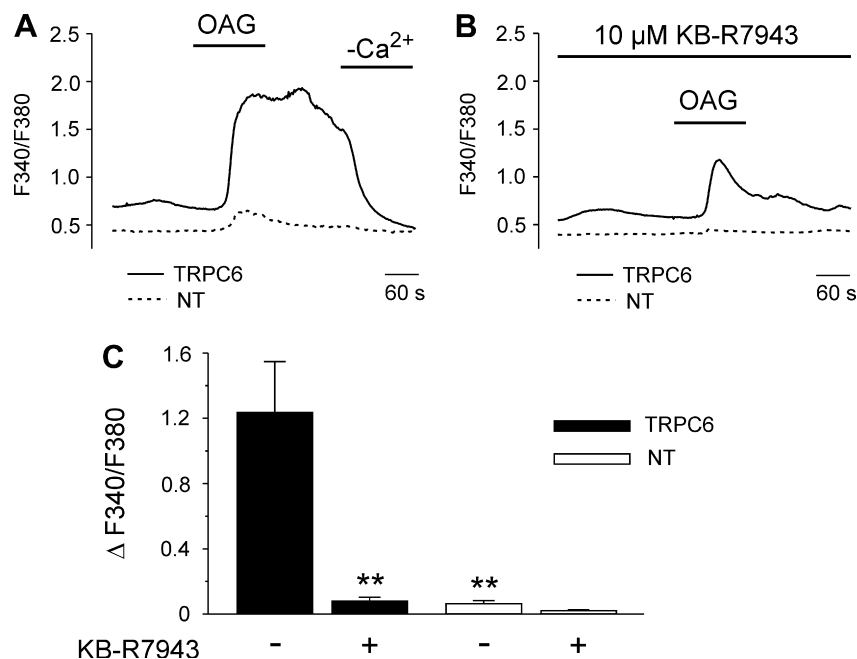 A
OAG
-Ca²⁺
2.5
2.0
1.5
1.0
0.5
F340/F380
TRPC6
NT
60 s
B
10 µM KB-R7943
OAG
2.5
2.0
1.5
1.0
0.5
F340/F380
TRPC6
NT
60 s
C
1.6
1.2
0.8
0.4
0
Δ F340/F380
** **
TRPC6
NT
KB-R7943 - + - +